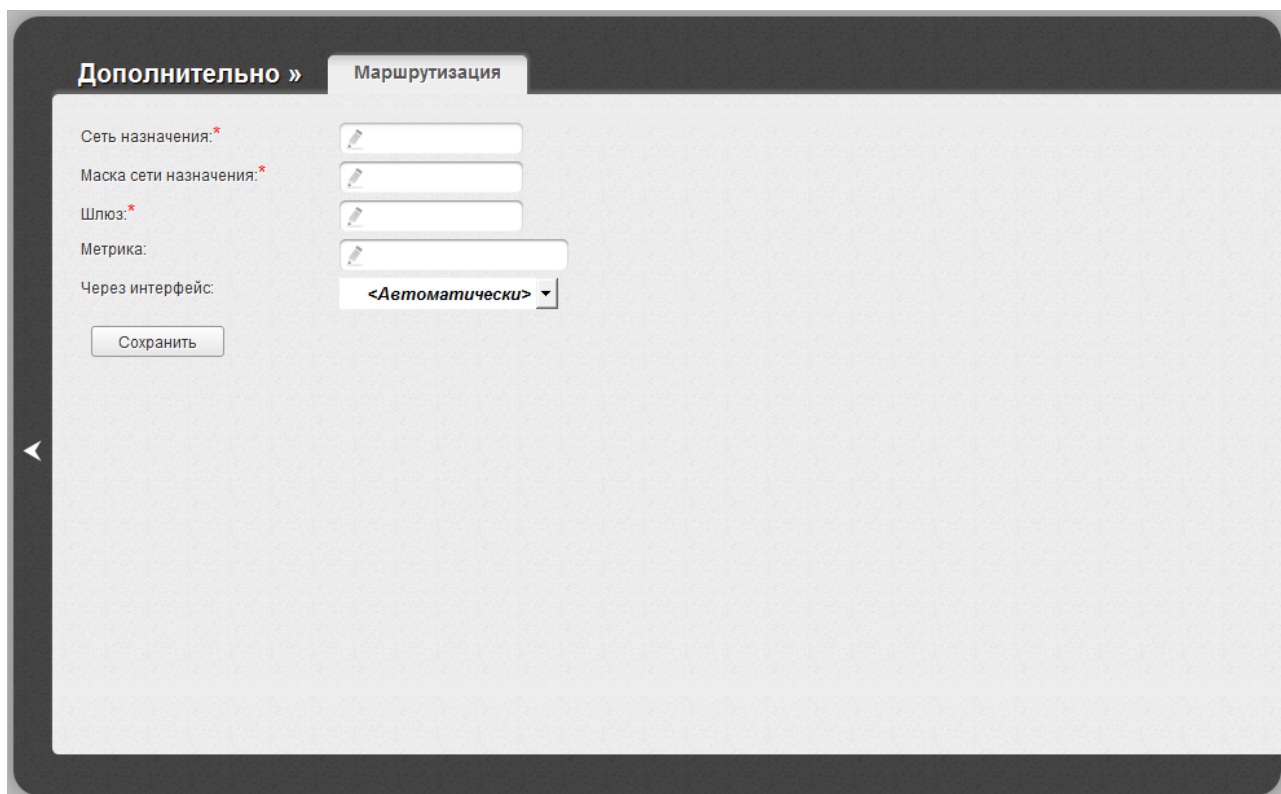 Дополнительно »
Маршрутизация
Сеть назначения:*
Маска сети назначения:*
Шлюз:*
Метрика:
Через интерфейс:
<Автоматически>
Сохранить